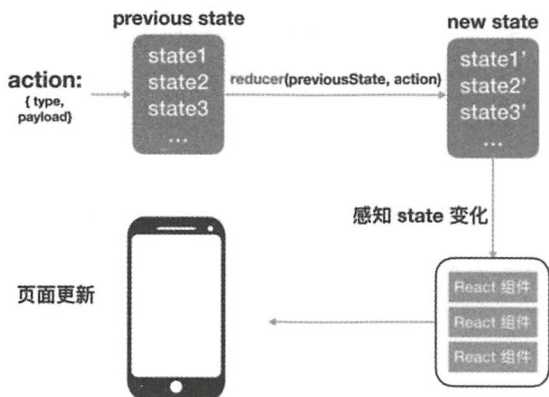 previous state
new state
action:
{ type,
payload}
state1
state2
state3
...
reducer(previousState, action)
state1'
state2'
state3'
...
感知 state 变化
React 组件
React 组件
React 组件
页面更新